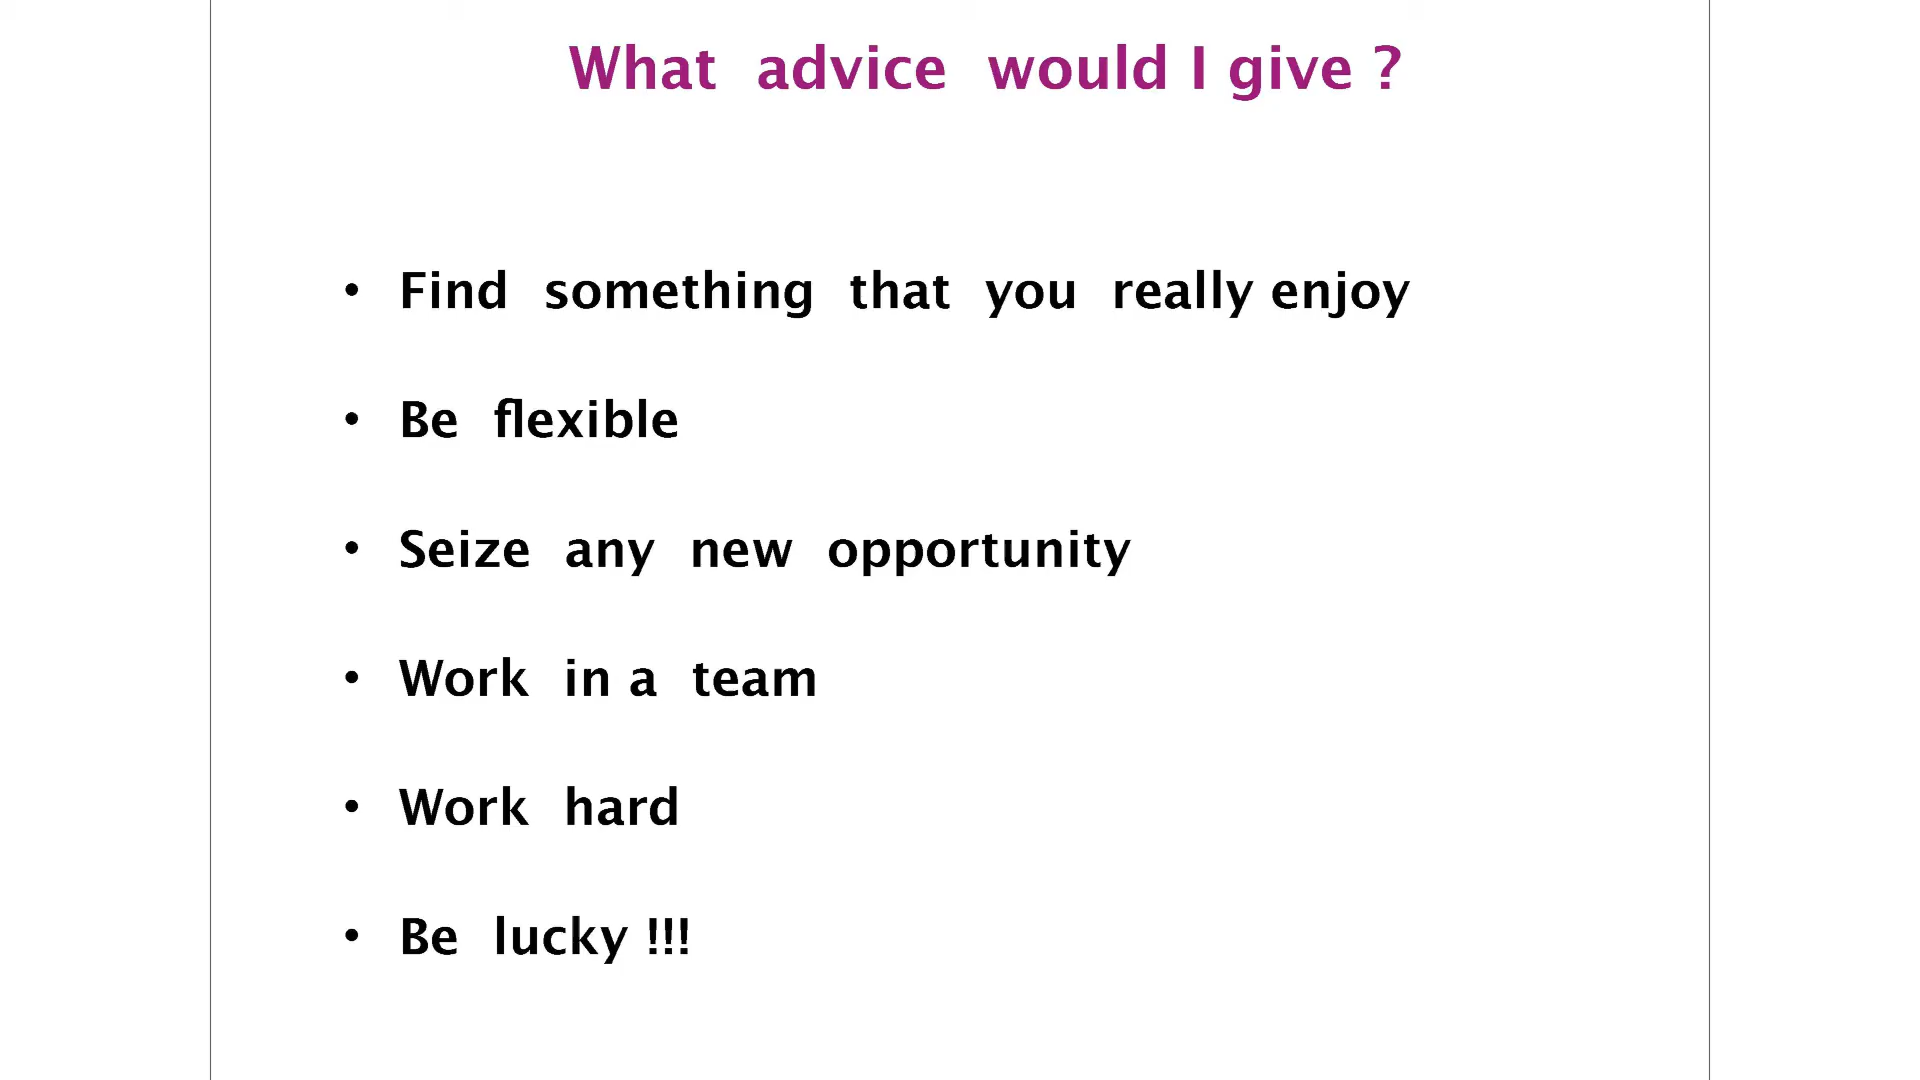 What advice would I give ?
• Find something that you really enjoy
• Be flexible
• Seize any new opportunity
• Work in a team
• Work hard
• Be lucky !!!